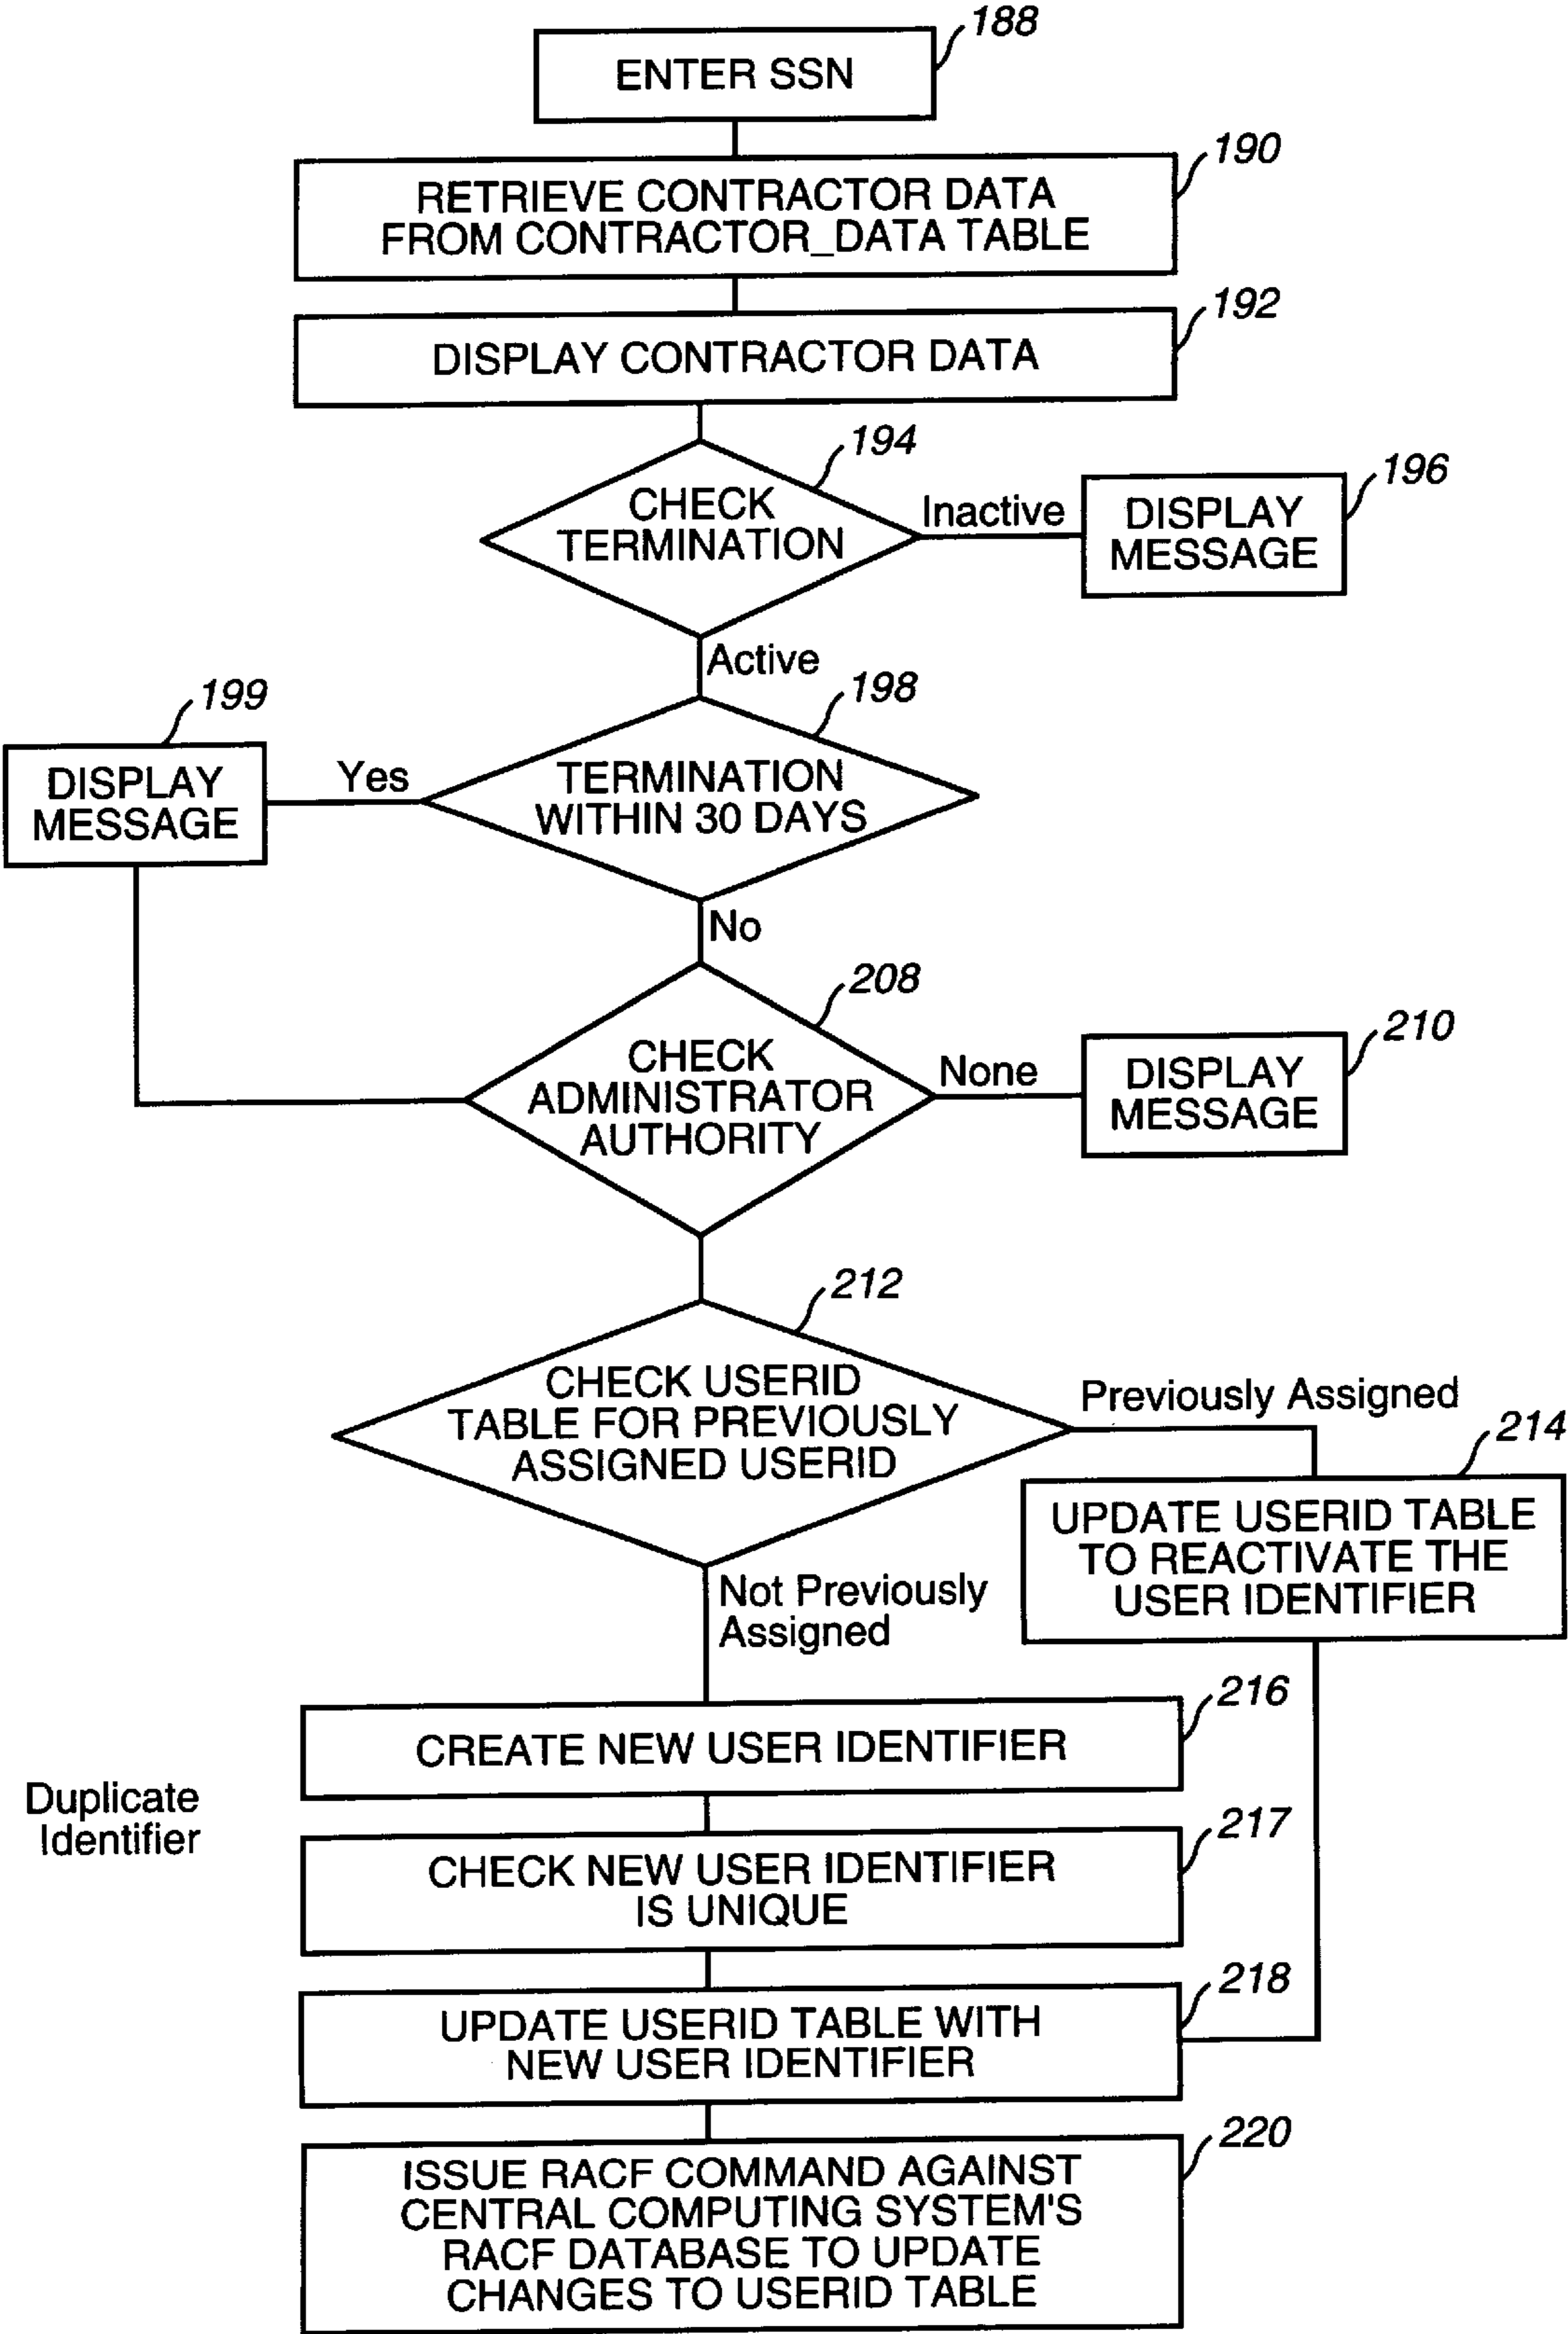 188
ENTER SSN
190
RETRIEVE CONTRACTOR DATA
FROM CONTRACTOR_DATA TABLE
192
DISPLAY CONTRACTOR DATA
194
CHECK
TERMINATION
Inactive
196
DISPLAY
MESSAGE
Active
198
199
DISPLAY
MESSAGE
Yes
TERMINATION
WITHIN 30 DAYS
No
208
CHECK
ADMINISTRATOR
AUTHORITY
None
210
DISPLAY
MESSAGE
212
CHECK USERID
TABLE FOR PREVIOUSLY
ASSIGNED USERID
Previously Assigned
214
UPDATE USERID TABLE
TO REACTIVATE THE
USER IDENTIFIER
Not Previously
Assigned
216
CREATE NEW USER IDENTIFIER
Duplicate
Identifier
217
CHECK NEW USER IDENTIFIER
IS UNIQUE
218
UPDATE USERID TABLE WITH
NEW USER IDENTIFIER
220
ISSUE RACF COMMAND AGAINST
CENTRAL COMPUTING SYSTEM'S
RACF DATABASE TO UPDATE
CHANGES TO USERID TABLE